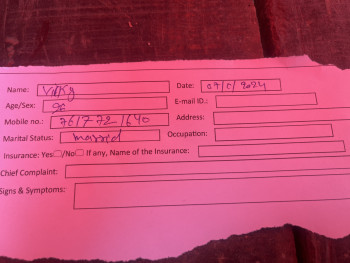 Name: Date:
Age/Sex: E-mail ID.:
Mobile no.: Address:
Marital Status: married Occupation:
Insurance: Yes□/No□ If any, Name of the Insurance:
Chief Complaint:
Signs & Symptoms: